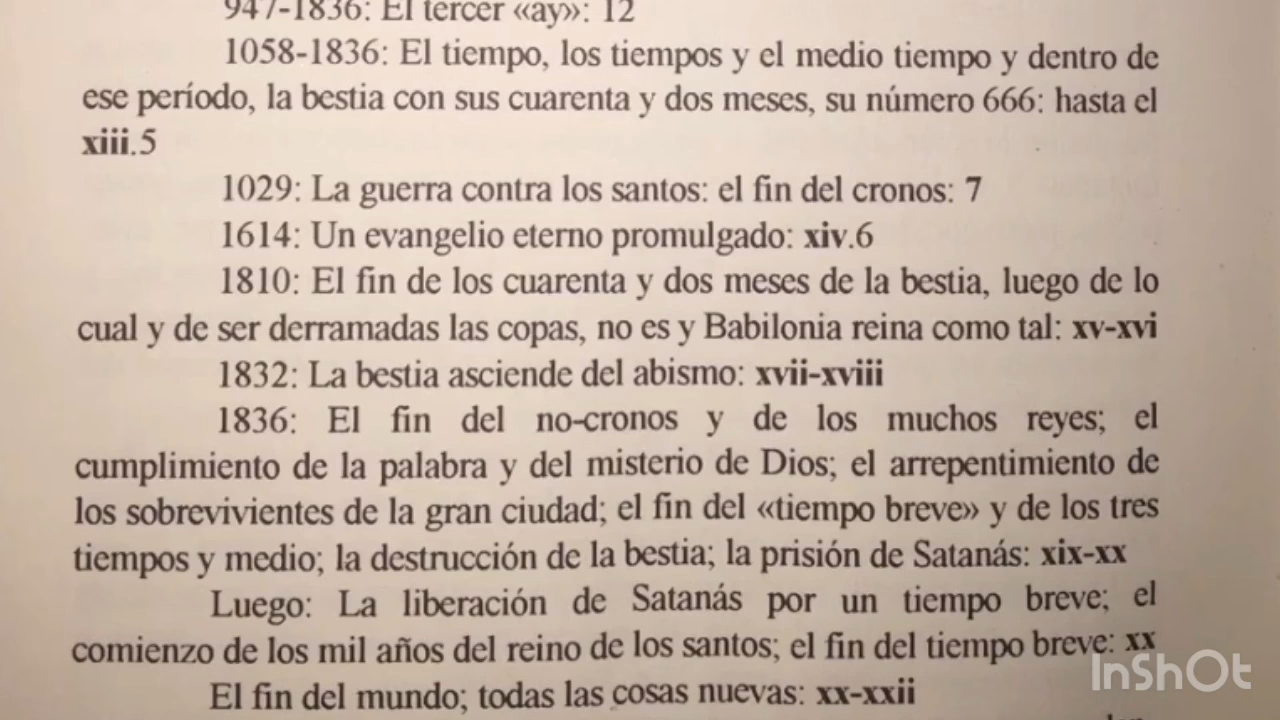 947-1836: El tercer «ay»: 12
1058-1836: El tiempo, los tiempos y el medio tiempo y dentro de
ese período, la bestia con sus cuarenta y dos meses, su número 666: hasta el
xiii.5
1029: La guerra contra los santos: el fin del cronos: 7
1614: Un evangelio eterno promulgado: xiv.6
1810: El fin de los cuarenta y dos meses de la bestia, luego de lo
cual y de ser derramadas las copas, no es y Babilonia reina como tal: xv-xvi
1832: La bestia asciende del abismo: xvii-xviii
1836: El fin del no-cronos y de los muchos reyes; el
cumplimiento de la palabra y del misterio de Dios; el arrepentimiento de
los sobrevivientes de la gran ciudad; el fin del «tiempo breve» y de los tres
tiempos y medio; la destrucción de la bestia; la prisión de Satanás: xix-xx
Luego: La liberación de Satanás por un tiempo breve; el
comienzo de los mil años del reino de los santos; el fin del tiempo breve: xx
El fin del mundo; todas las cosas nuevas: xx-xxii
InShOt